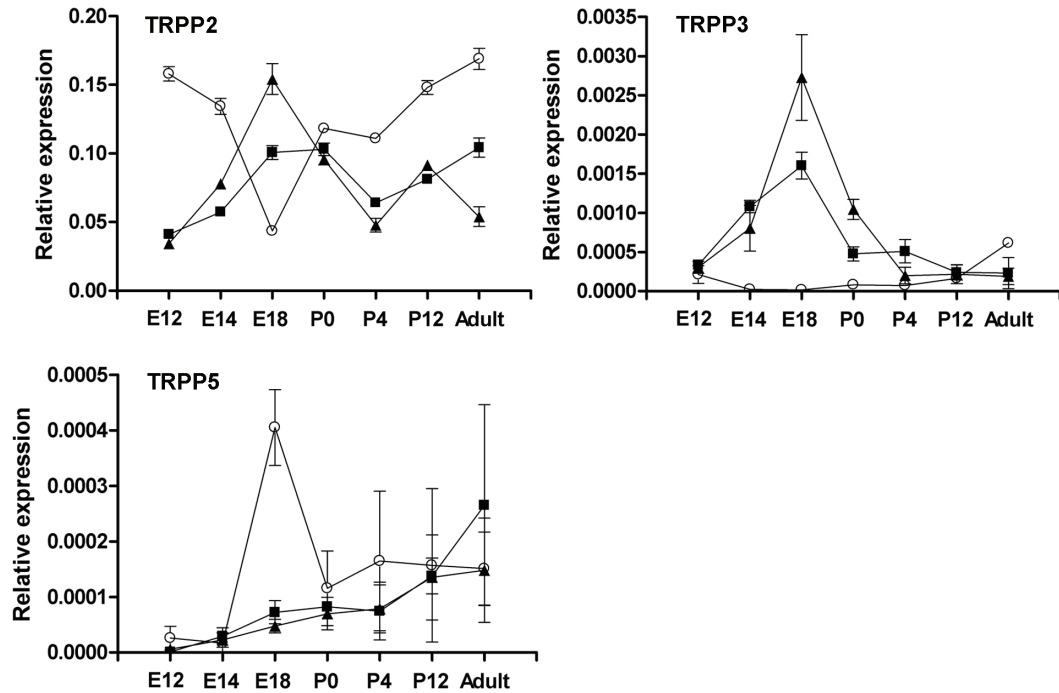 TRPP2
Relative expression
0.20
0.15
0.10
0.05
0.00
E12 E14 E18 P0 P4 P12 Adult
TRPP3
Relative expression
0.0035
0.0030
0.0025
0.0020
0.0015
0.0010
0.0005
0.0000
E12 E14 E18 P0 P4 P12 Adult
TRPP5
Relative expression
0.0005
0.0004
0.0003
0.0002
0.0001
0.0000
E12 E14 E18 P0 P4 P12 Adult